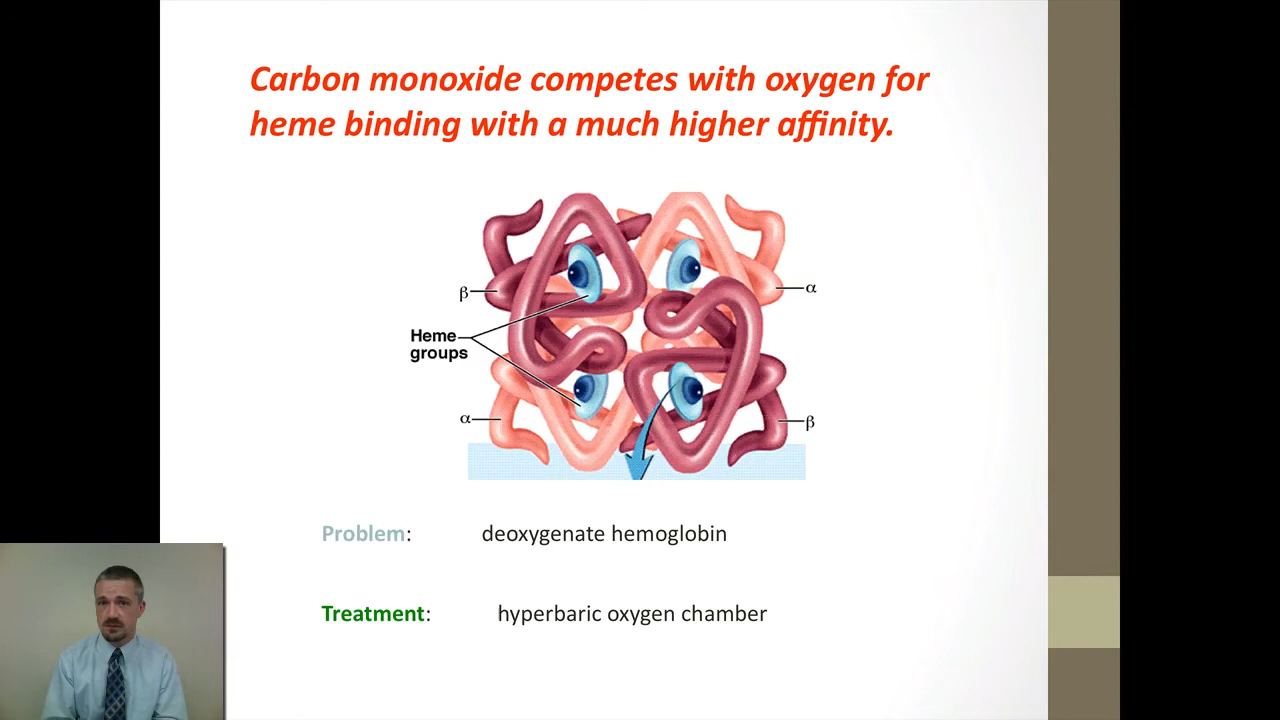 Carbon monoxide competes with oxygen for
heme binding with a much higher affinity.
β
α
Heme
groups
α
β
Problem: deoxygenate hemoglobin
Treatment: hyperbaric oxygen chamber